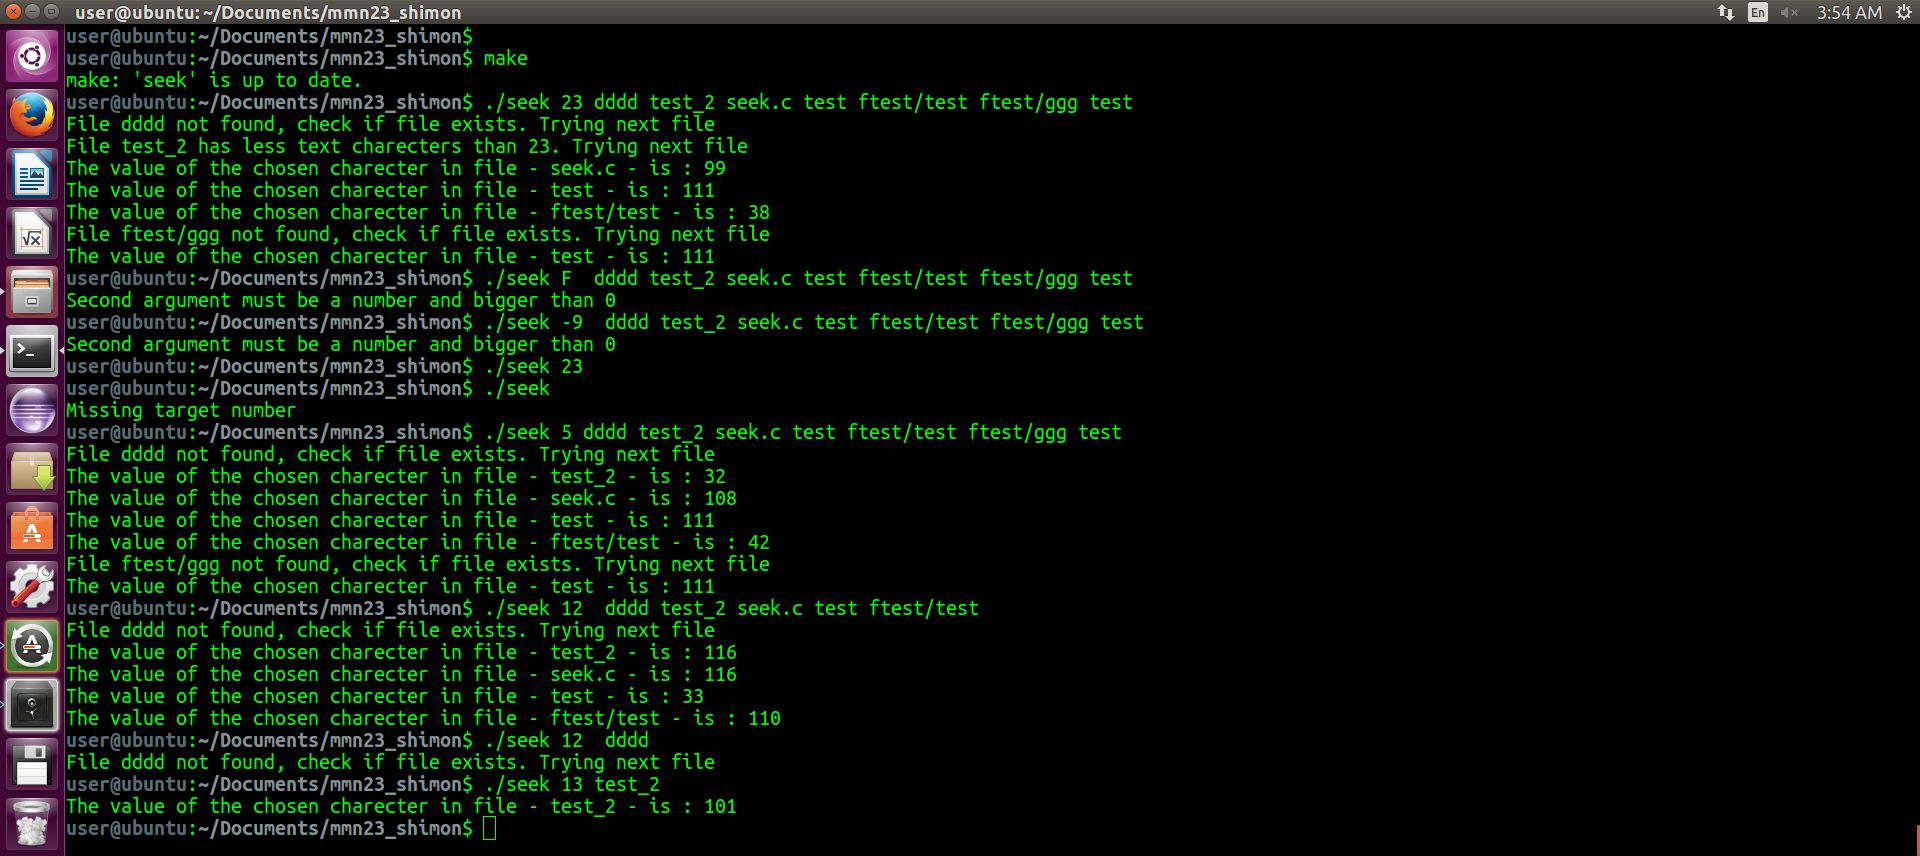 user@ubuntu: ~/Documents/mmn23_shimon
En
3:54 AM
user@ubuntu:~/Documents/mmn23_shimon$
user@ubuntu:~/Documents/mmn23_shimon$ make
make: 'seek' is up to date.
user@ubuntu:~/Documents/mmn23_shimon$ ./seek 23 dddd test_2 seek.c test ftest/test ftest/ggg test
File dddd not found, check if file exists. Trying next file
File test_2 has less text charecters than 23. Trying next file
The value of the chosen charecter in file - seek.c - is : 99
The value of the chosen charecter in file - test - is : 111
The value of the chosen charecter in file - ftest/test - is : 38
File ftest/ggg not found, check if file exists. Trying next file
The value of the chosen charecter in file - test - is : 111
user@ubuntu:~/Documents/mmn23_shimon$ ./seek F  dddd test_2 seek.c test ftest/test ftest/ggg test
Second argument must be a number and bigger than 0
user@ubuntu:~/Documents/mmn23_shimon$ ./seek -9  dddd test_2 seek.c test ftest/test ftest/ggg test
Second argument must be a number and bigger than 0
user@ubuntu:~/Documents/mmn23_shimon$ ./seek 23
user@ubuntu:~/Documents/mmn23_shimon$ ./seek
Missing target number
user@ubuntu:~/Documents/mmn23_shimon$ ./seek 5 dddd test_2 seek.c test ftest/test ftest/ggg test
File dddd not found, check if file exists. Trying next file
The value of the chosen charecter in file - test_2 - is : 32
The value of the chosen charecter in file - seek.c - is : 108
The value of the chosen charecter in file - test - is : 111
The value of the chosen charecter in file - ftest/test - is : 42
File ftest/ggg not found, check if file exists. Trying next file
The value of the chosen charecter in file - test - is : 111
user@ubuntu:~/Documents/mmn23_shimon$ ./seek 12  dddd test_2 seek.c test ftest/test
File dddd not found, check if file exists. Trying next file
The value of the chosen charecter in file - test_2 - is : 116
The value of the chosen charecter in file - seek.c - is : 116
The value of the chosen charecter in file - test - is : 33
The value of the chosen charecter in file - ftest/test - is : 110
user@ubuntu:~/Documents/mmn23_shimon$ ./seek 12  dddd
File dddd not found, check if file exists. Trying next file
user@ubuntu:~/Documents/mmn23_shimon$ ./seek 13 test_2
The value of the chosen charecter in file - test_2 - is : 101
user@ubuntu:~/Documents/mmn23_shimon$